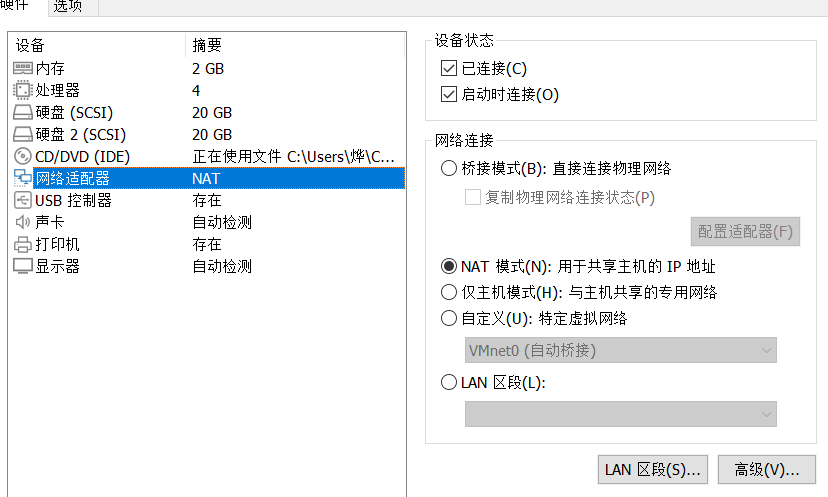 硬件 选项
设备 摘要
内存 2 GB
处理器 4
硬盘 (SCSI) 20 GB
硬盘 2 (SCSI) 20 GB
CD/DVD (IDE) 正在使用文件 C:\Users\烨\C...
网络适配器 NAT
USB 控制器 存在
声卡 自动检测
打印机 存在
显示器 自动检测
设备状态
已连接(C)
启动时连接(O)
网络连接
桥接模式(B): 直接连接物理网络
复制物理网络连接状态(P)
配置适配器(F)
NAT 模式(N): 用于共享主机的 IP 地址
仅主机模式(H): 与主机共享的专用网络
自定义(U): 特定虚拟网络
VMnet0 (自动桥接)
LAN 区段(L):
LAN 区段(S)... 高级(V)...